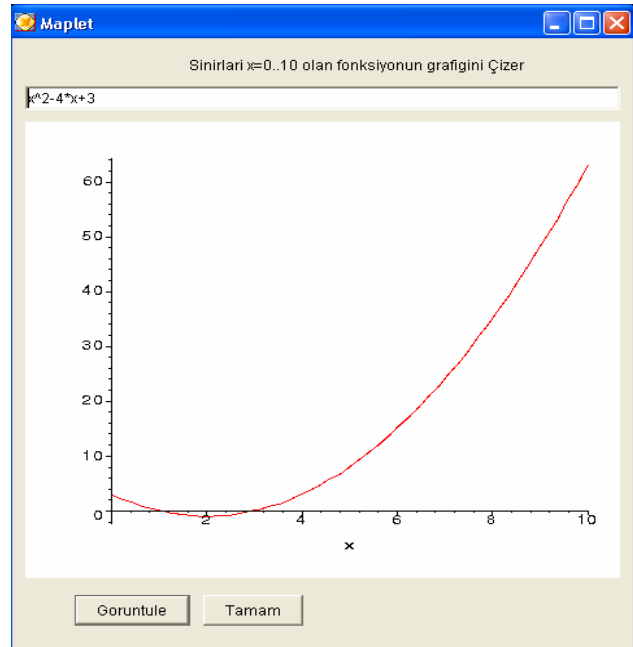 Maplet
Sinirlari x=0..10 olan fonksiyonun grafigini Çizer
x^2-4*x+3
60
50
40
30
20
10
0
2
4
6
8
10
x
Goruntule
Tamam